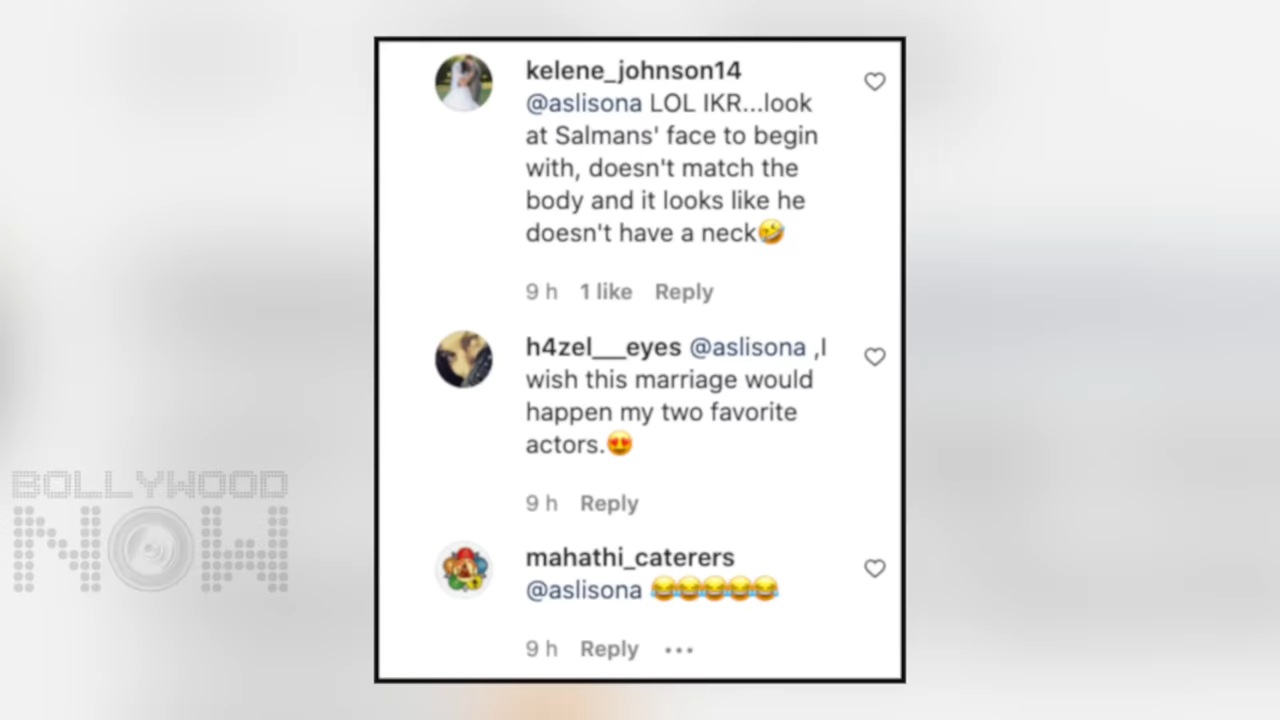 kelene_johnson14
@aslisona LOL IKR...look
at Salmans' face to begin
with, doesn't match the
body and it looks like he
doesn't have a neck🤣
9 h 1 like Reply
h4zel___eyes @aslisona ,I
wish this marriage would
happen my two favorite
actors.😍
9 h Reply
mahathi_caterers
@aslisona 😂😂😂😂😂
9 h Reply •••
BOLLYWOOD
NOW